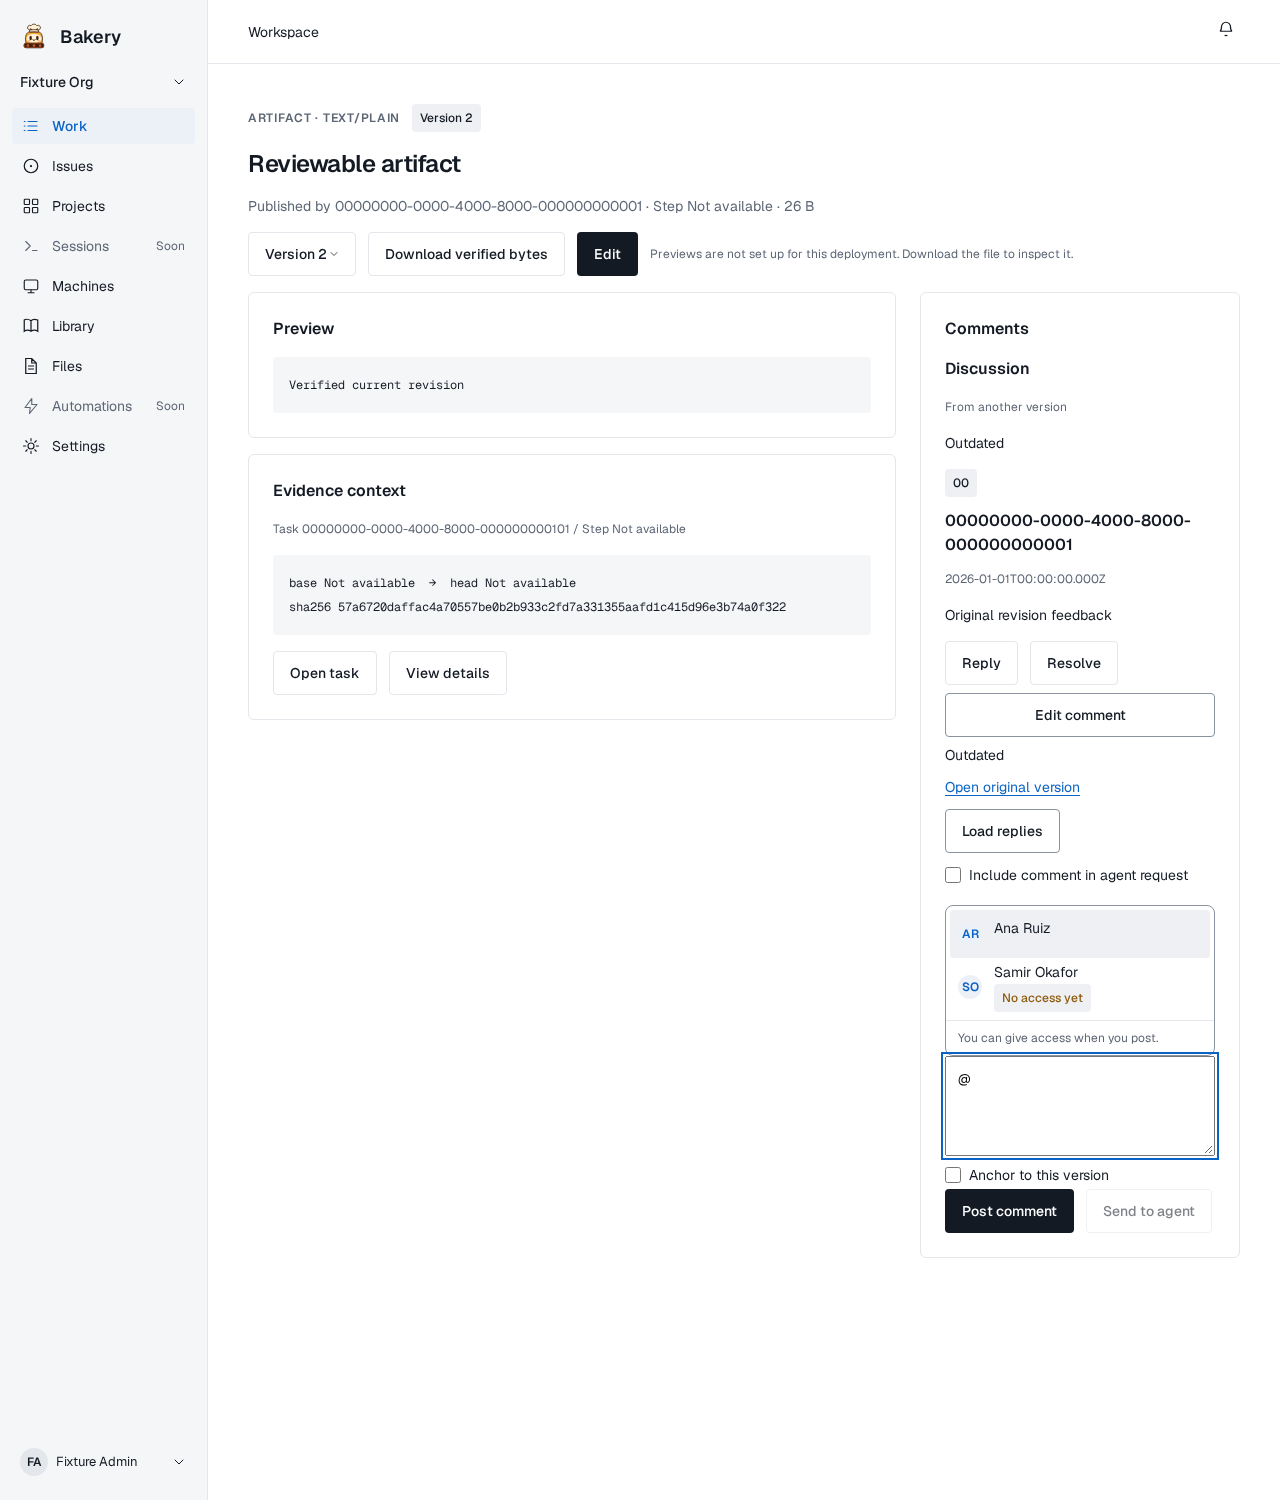 Bakery
Fixture Org
Work
Issues
Projects
Sessions Soon
Machines
Library
Files
Automations Soon
Settings
FA Fixture Admin
Workspace
ARTIFACT · TEXT/PLAIN Version 2
Reviewable artifact
Published by 00000000-0000-4000-8000-000000000001 · Step Not available · 26 B
Version 2 Download verified bytes Edit Previews are not set up for this deployment. Download the file to inspect it.
Preview
Verified current revision
Evidence context
Task 00000000-0000-4000-8000-000000000101 / Step Not available
base Not available → head Not available
sha256 57a6720daffac4a70557be0b2b933c2fd7a331355aafd1c415d96e3b74a0f322
Open task View details
Comments
Discussion
From another version
Outdated
00
00000000-0000-4000-8000-
000000000001
2026-01-01T00:00:00.000Z
Original revision feedback
Reply Resolve
Edit comment
Outdated
Open original version
Load replies
Include comment in agent request
AR Ana Ruiz
SO Samir Okafor
No access yet
You can give access when you post.
@
Anchor to this version
Post comment Send to agent